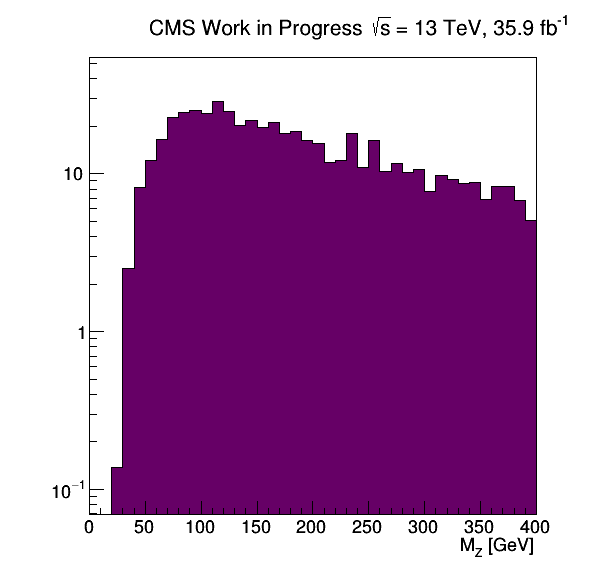 CMS Work in Progress √s = 13 TeV, 35.9 fb⁻¹
10
1
10⁻¹
0 50 100 150 200 250 300 350 400
M_Z [GeV]